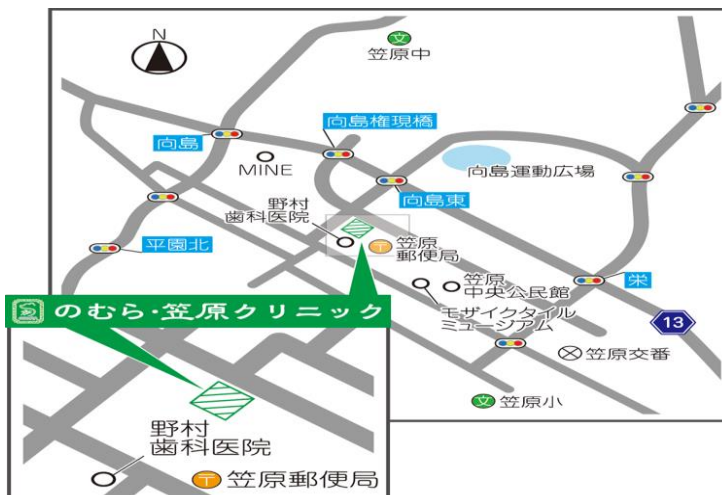 N
笠原中
向島権現橋
向島
MINE
向島運動広場
向島東
野村
歯科医院
平園北
笠原
郵便局
栄
笠原
中央公民館
モザイクタイル
ミュージアム
のむら・笠原クリニック
13
笠原交番
文
笠原小
文
野村
歯科医院
〒
笠原郵便局
〒